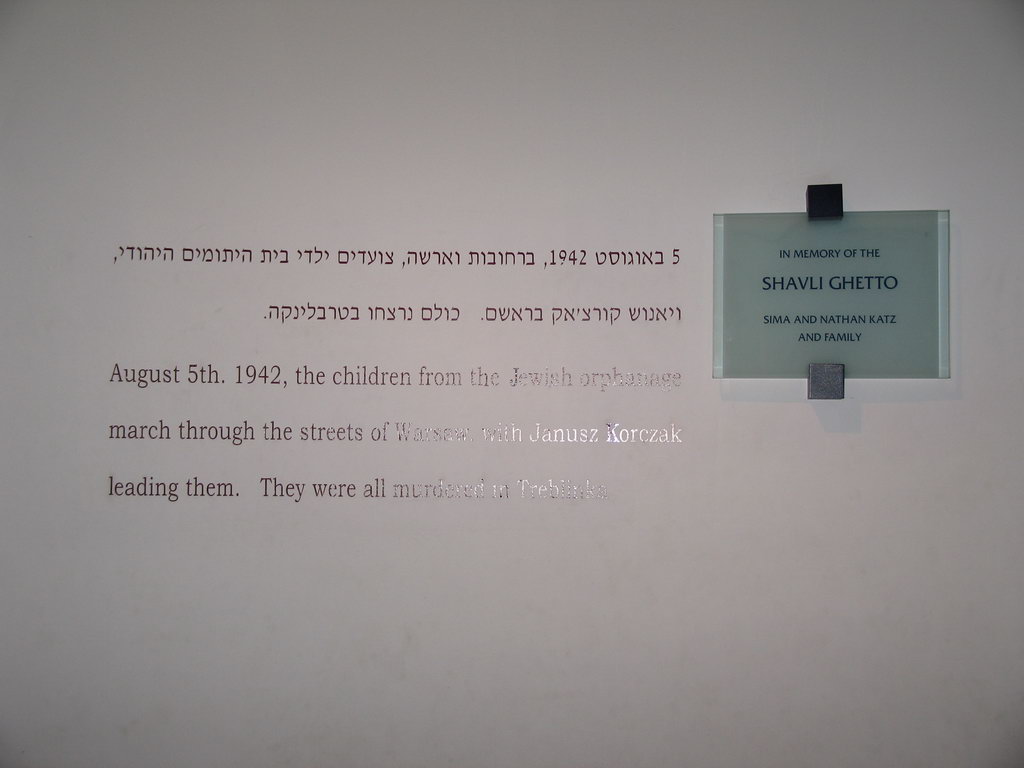 5 באוגוסט 1942, ברחובות וארשה, צועדים ילדי בית היתומים היהודי,
ויאנוש קורצ'אק בראשם. כולם נרצחו בטרבלינקה.
August 5th. 1942, the children from the Jewish orphanage
march through the streets of Warsaw, with Janusz Korczak
leading them. They were all murdered in Treblinka
IN MEMORY OF THE
SHAVLI GHETTO
SIMA AND NATHAN KATZ
AND FAMILY